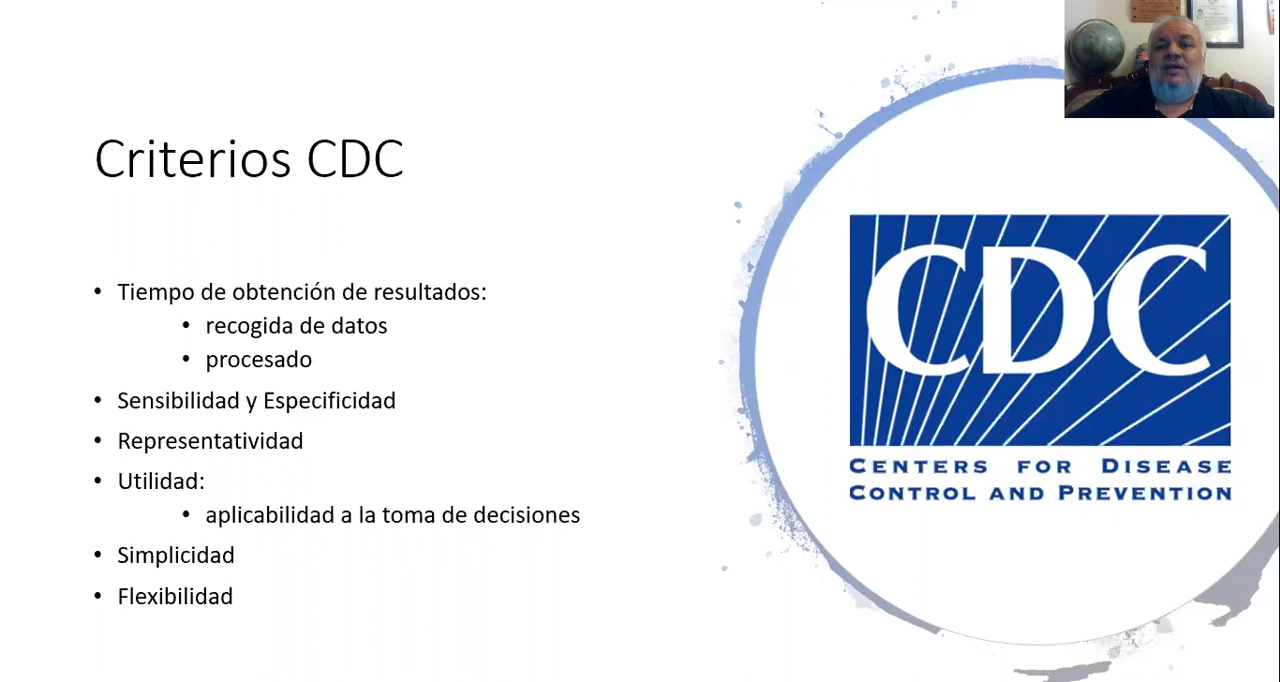 Criterios CDC
• Tiempo de obtención de resultados:
• recogida de datos
• procesado
• Sensibilidad y Especificidad
• Representatividad
• Utilidad:
• aplicabilidad a la toma de decisiones
• Simplicidad
• Flexibilidad
CDC
CENTERS FOR DISEASE
CONTROL AND PREVENTION